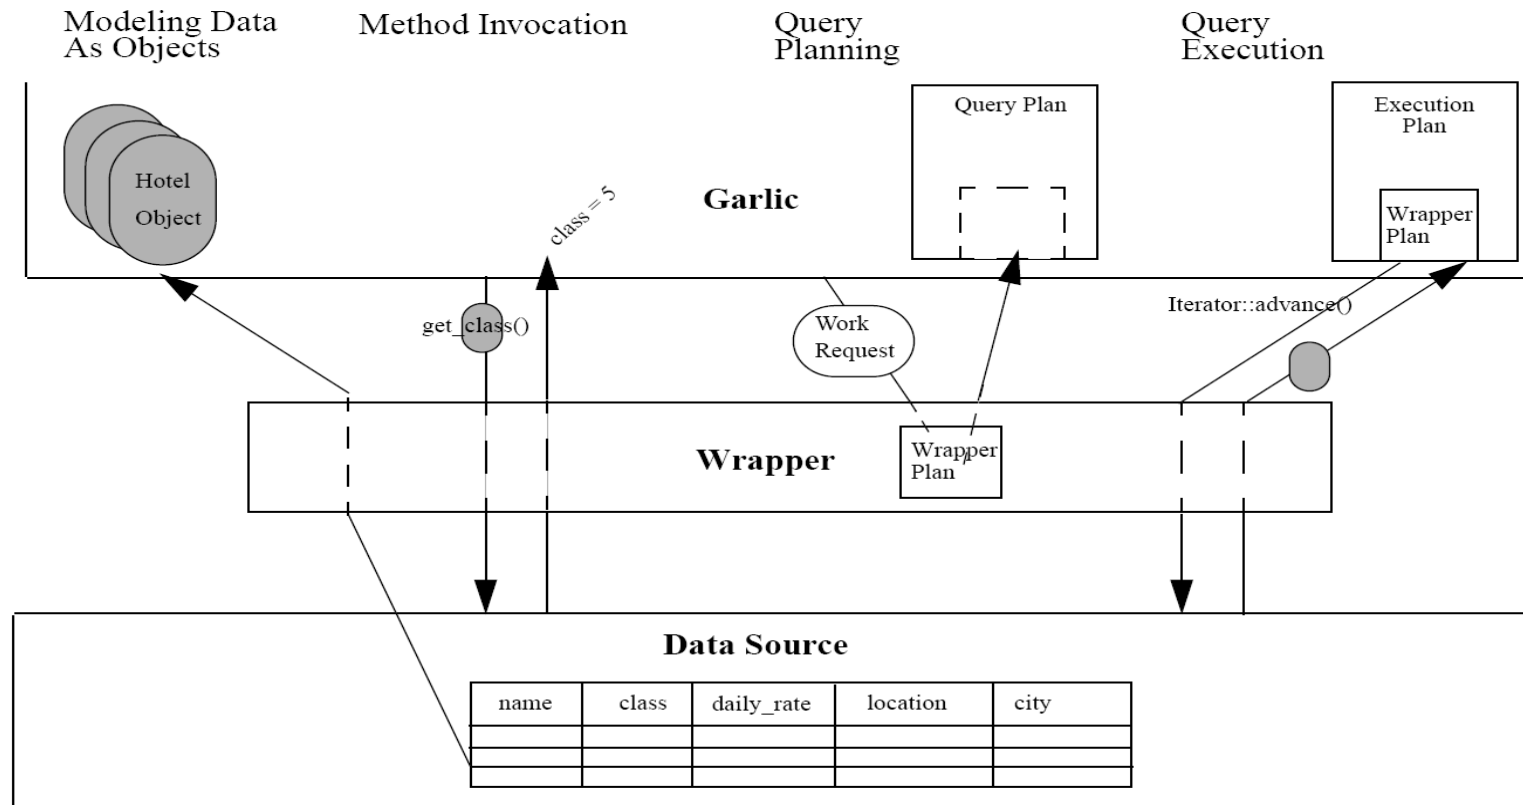 Modeling Data
As Objects
Method Invocation
Query
Planning
Query
Execution
Hotel
Object
class = 5
Garlic
Query Plan
Execution
Plan
Wrapper
Plan
get_class()
Work
Request
Iterator::advance()
Wrapper
Wrapper
Plan
Data Source
name class daily_rate location city